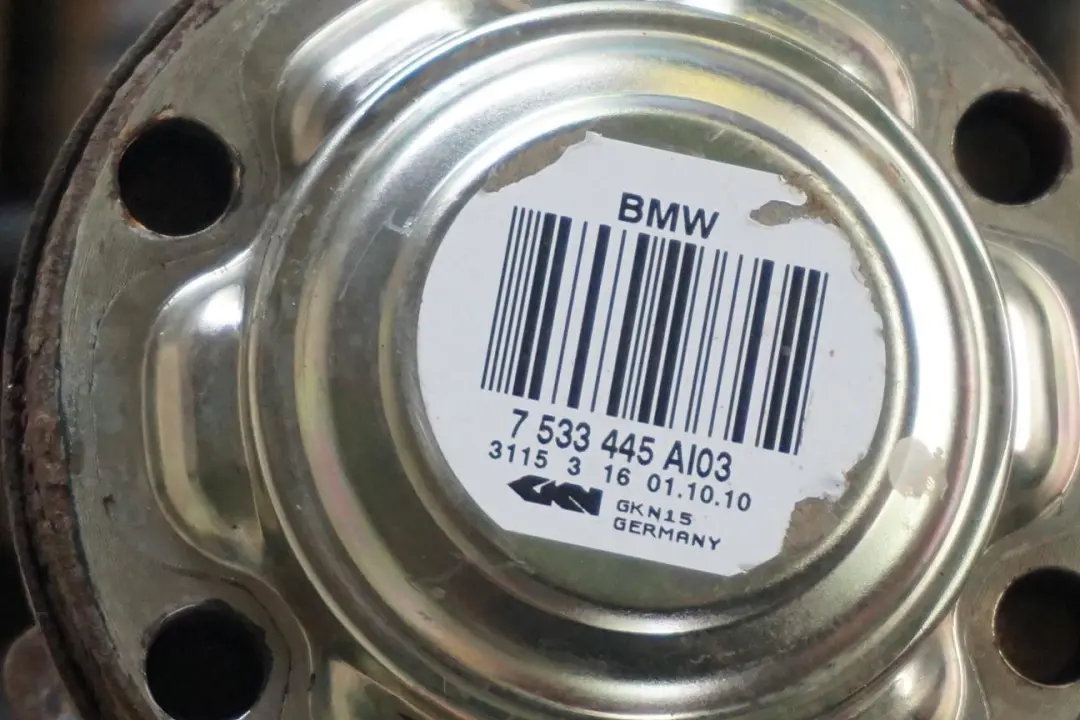 BMW
7 533 445 AI03
3115 3 16 01.10.10
GKN GKN15
GERMANY